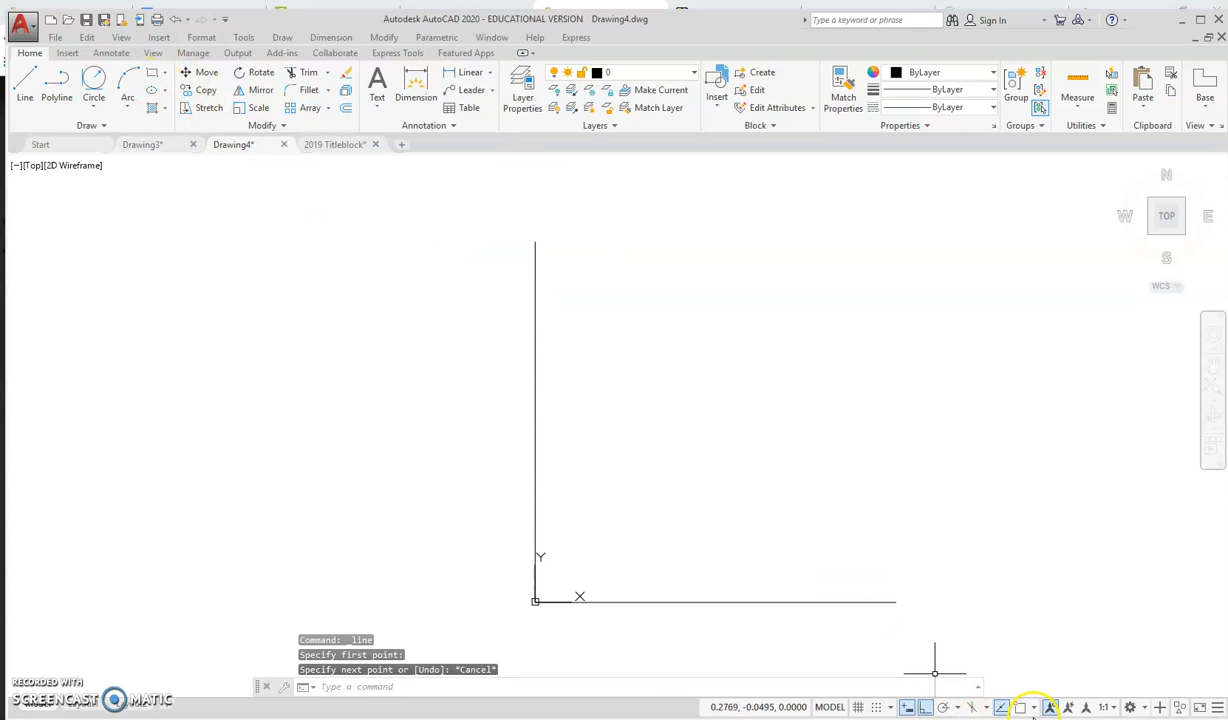 Autodesk AutoCAD 2020 - EDUCATIONAL VERSION Drawing4.dwg
Type a keyword or phrase
Sign In
File Edit View Insert Format Tools Draw Dimension Modify Parametric Window Help Express
Home Insert Annotate View Manage Output Add-ins Collaborate Express Tools Featured Apps
Line Polyline Circle Arc
Draw
Move Rotate Trim
Copy Mirror Fillet
Stretch Scale Array
Modify
Text Dimension
Linear
Leader
Table
Annotation
Layer Properties
0
Make Current
Match Layer
Layers
Insert
Create
Edit
Edit Attributes
Block
Match Properties
ByLayer
ByLayer
ByLayer
Properties
Group
Groups
Measure
Utilities
Paste
Clipboard
Base
View
Start Drawing3* Drawing4* 2019 Titleblock*
[−][Top][2D Wireframe]
N
W TOP E
S
WCS
Y
X
Command: _line
Specify first point:
Specify next point or [Undo]: *Cancel*
Type a command
RECORDED WITH
SCREENCAST MATIC
Model
0.2769, -0.0495, 0.0000 MODEL 1:1